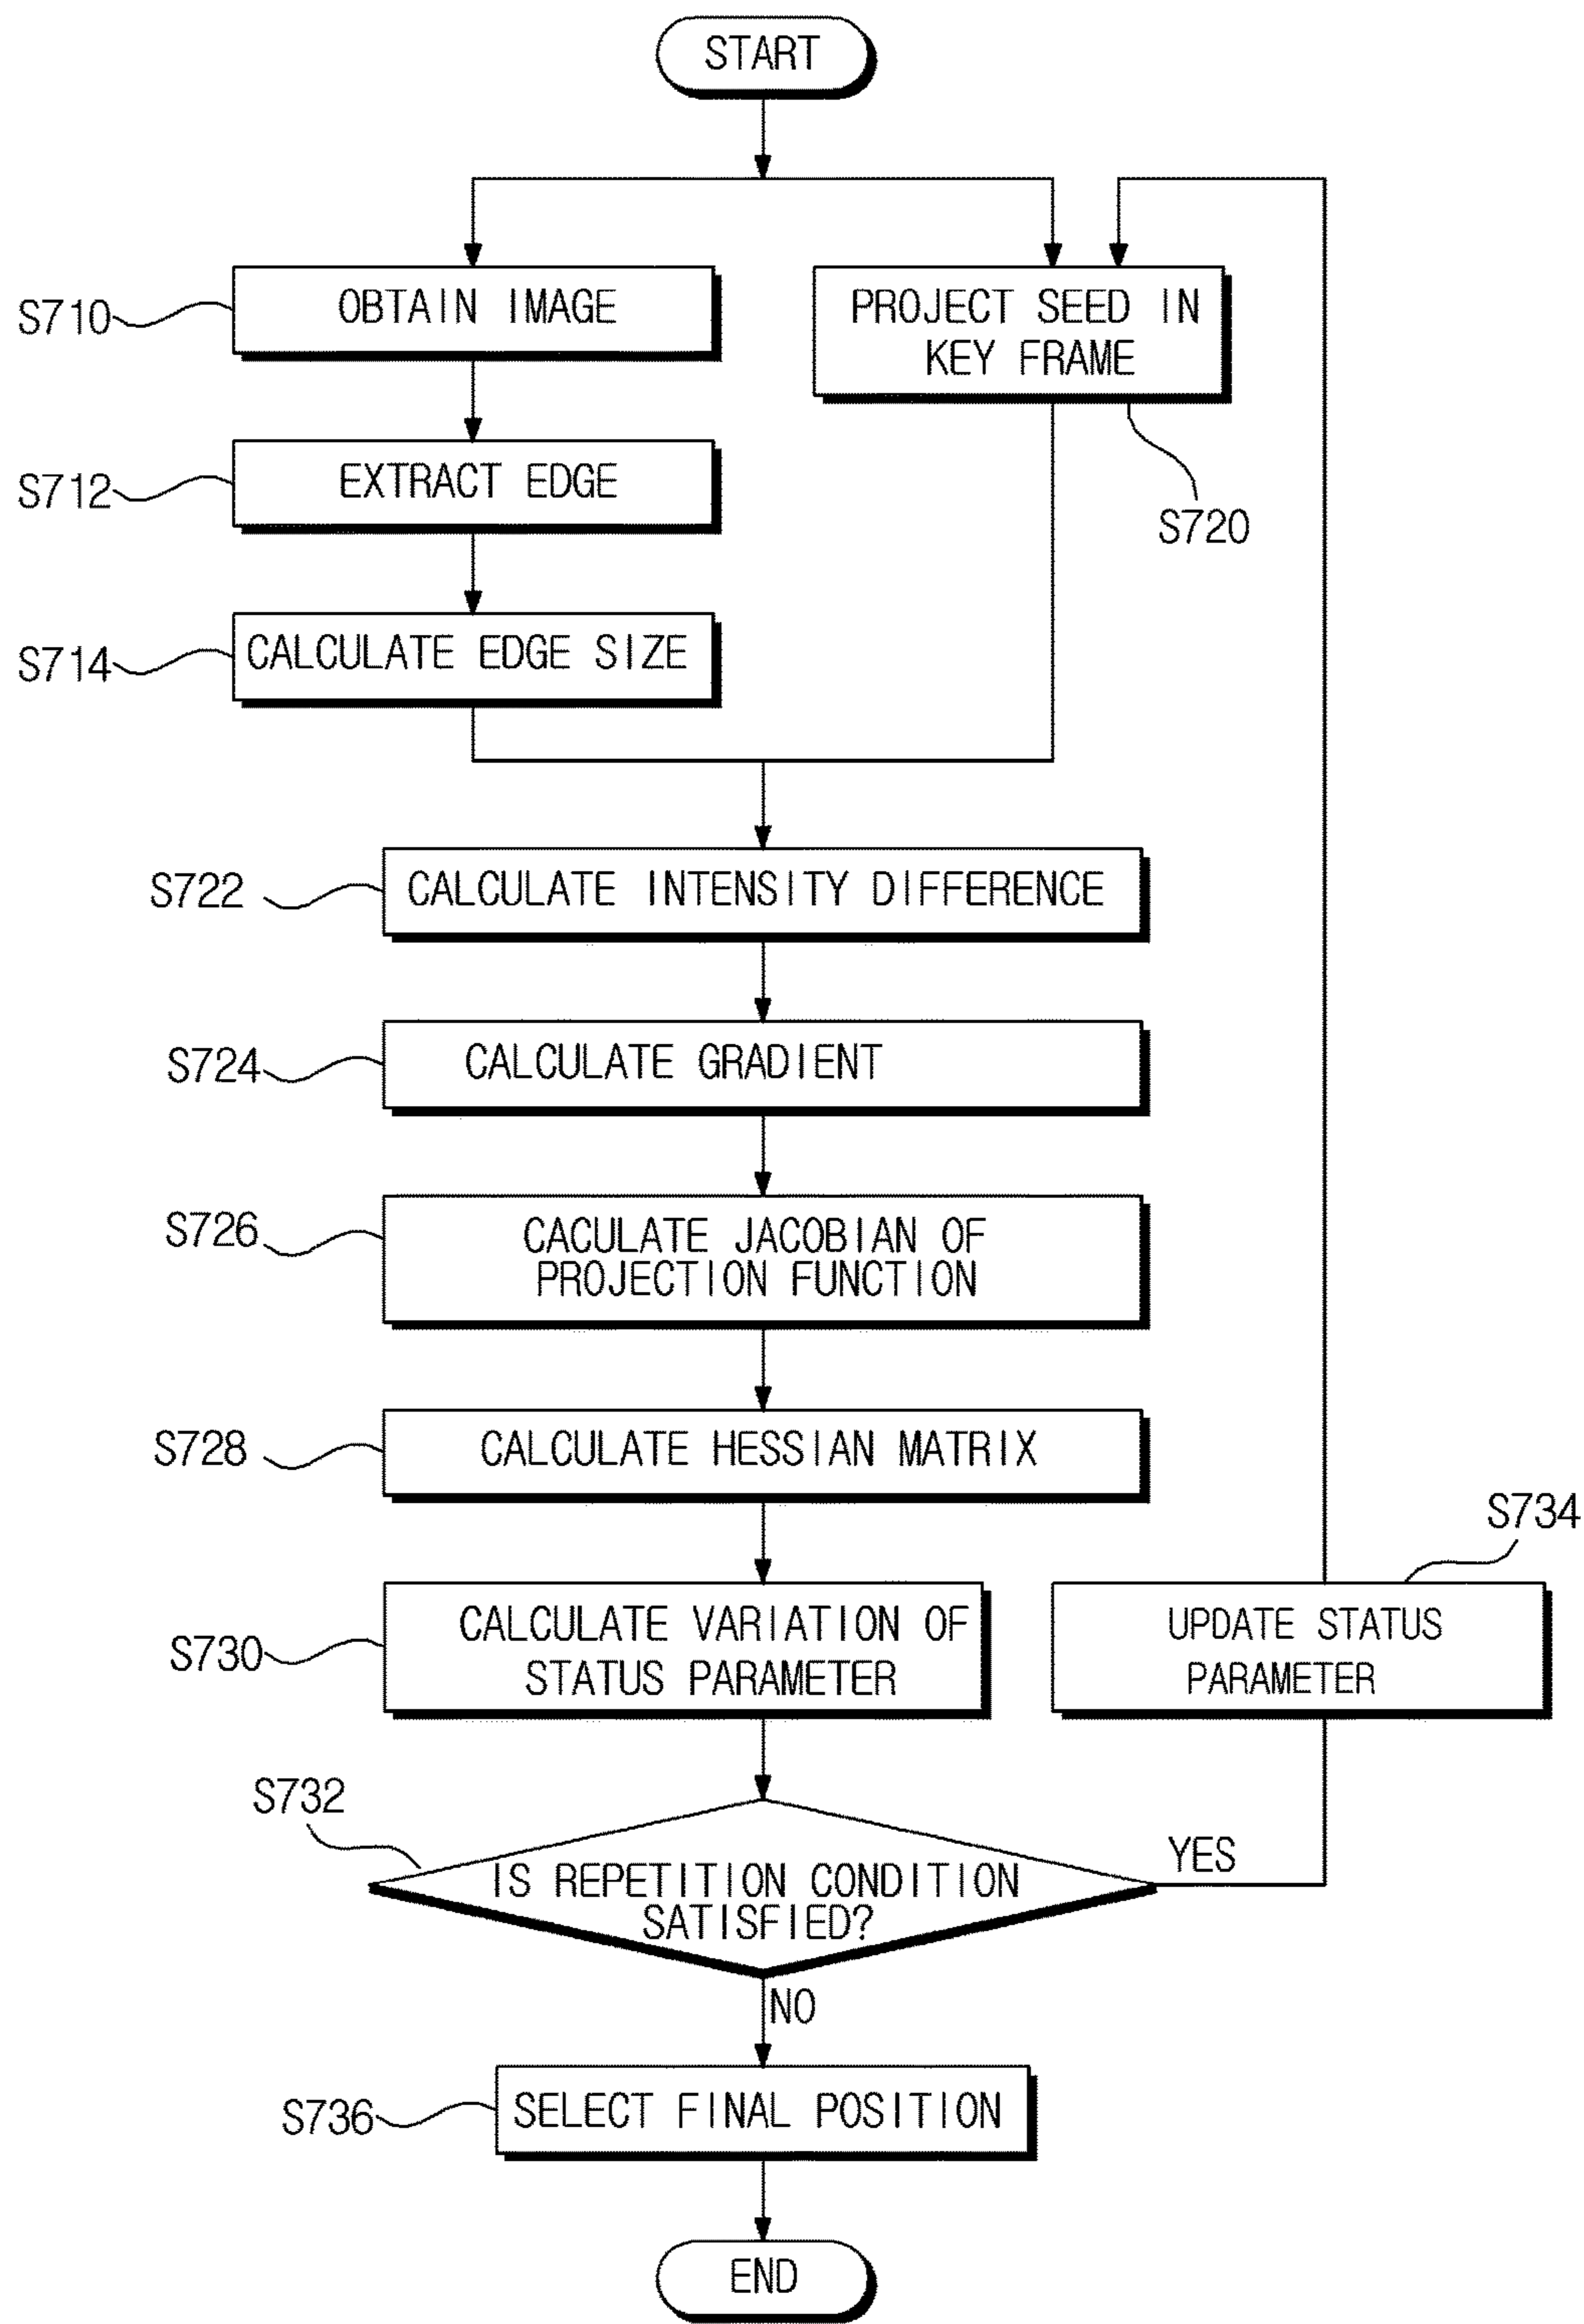 START
S710
OBTAIN IMAGE
PROJECT SEED IN
KEY FRAME
S712
EXTRACT EDGE
S720
S714
CALCULATE EDGE SIZE
S722
CALCULATE INTENSITY DIFFERENCE
S724
CALCULATE GRADIENT
S726
CACULATE JACOBIAN OF
PROJECTION FUNCTION
S728
CALCULATE HESSIAN MATRIX
S734
S730
CALCULATE VARIATION OF
STATUS PARAMETER
UPDATE STATUS
PARAMETER
S732
IS REPETITION CONDITION
SATISFIED?
YES
NO
S736
SELECT FINAL POSITION
END